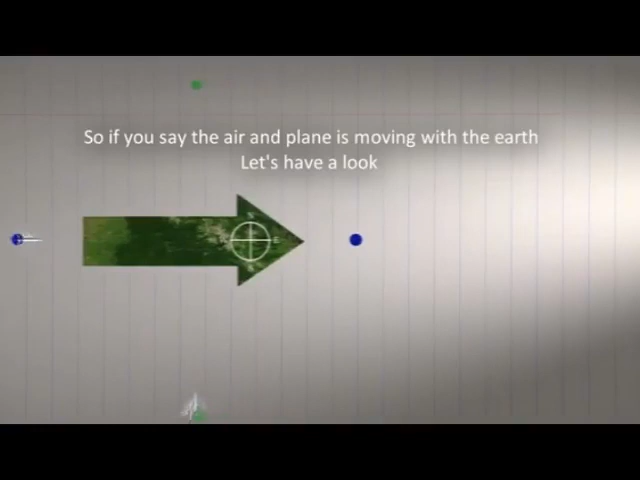 So if you say the air and plane is moving with the earth
Let's have a look